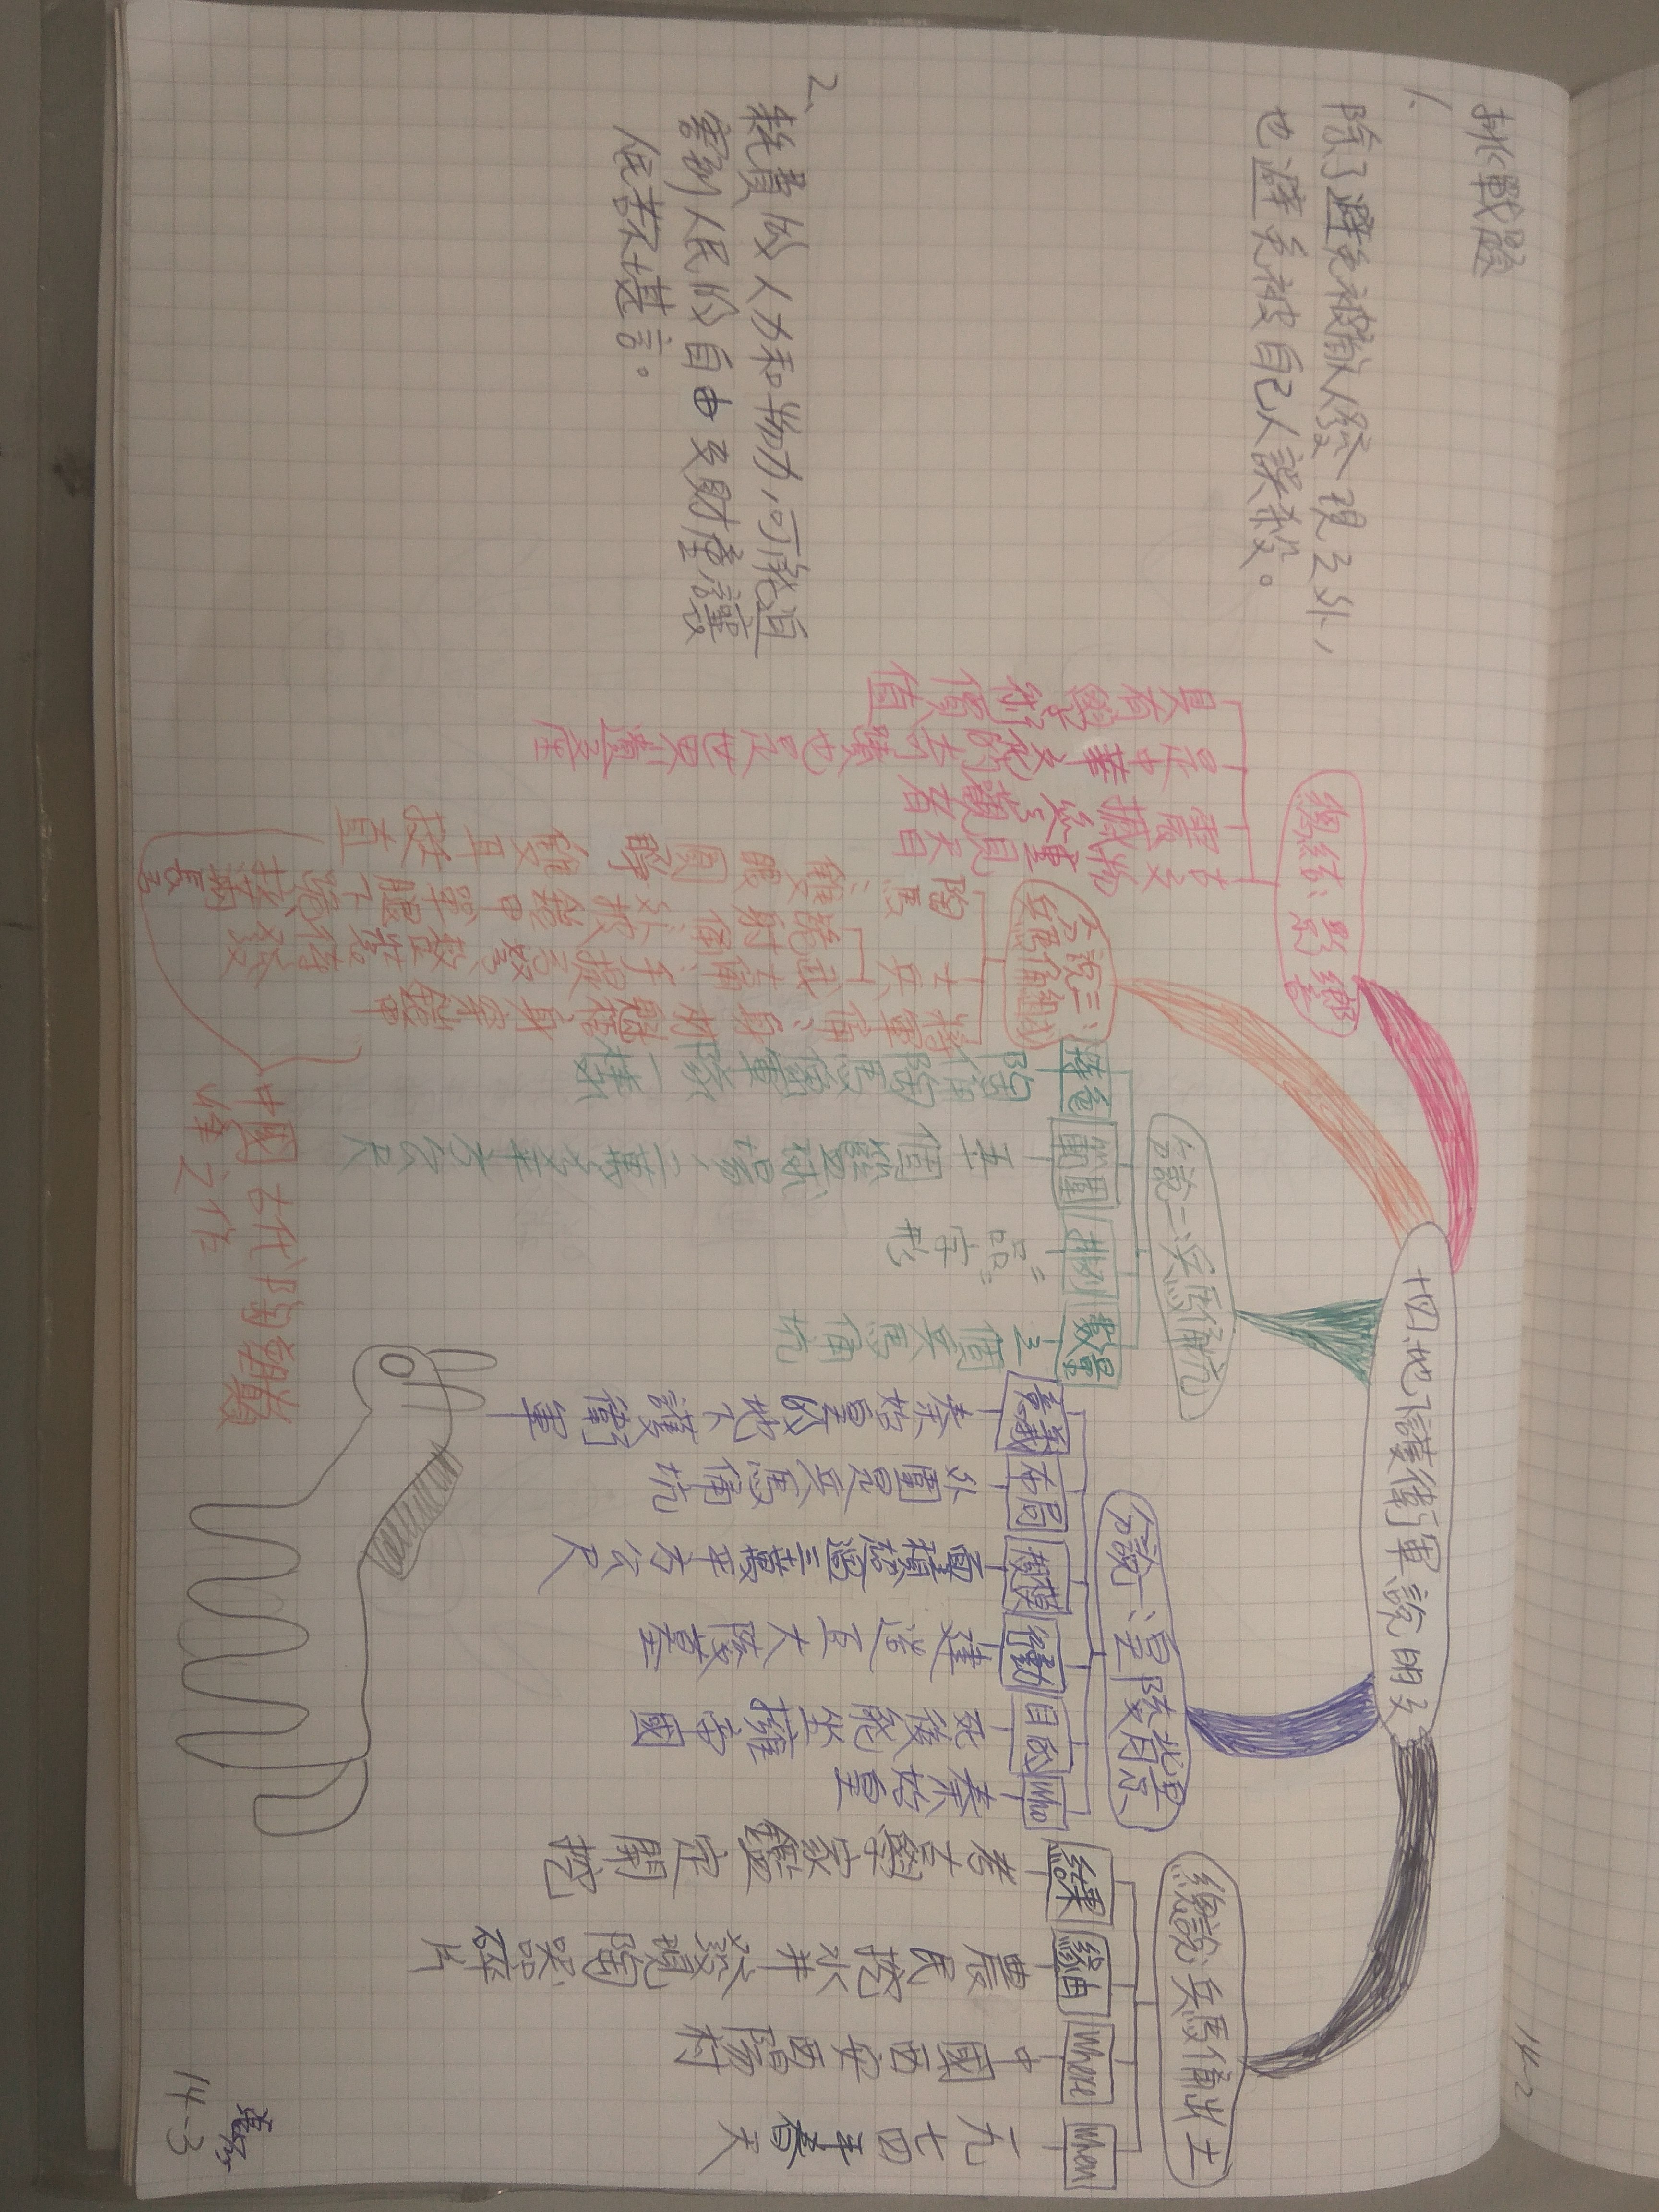 14-2
十四、地下護衛軍 說明文
總說：兵馬俑出土
when
一九七四年春天
where
中國西安西陽村
緣由
農民挖水井發現陶器碎片
結果
考古學家鑑定開挖
分說一：皇陵背景
who
秦始皇
目的
死後能坐擁帝國
行動
建造巨大陵墓
規模
面積超過三萬平方公尺
布局
外圍是兵馬俑坑
意義
秦始皇的地下護衛軍
分說二：兵馬俑坑
數量
三個兵馬俑坑
排列
"品"字形
範圍
五個籃球場，二萬多平方公尺
特色
陶俑陶馬像軍隊一樣
分說三：
兵馬俑組成
將軍俑：身材魁梧身穿鎧甲
士兵
武士俑：手提弓弩、整裝待發
跪射俑：外披鎧甲、單腿下跪、拉滿長弓
陶馬：雙眼圓睜 雙耳挺直
中國古代陶塑巔
峰之作
總結：影響
古文物重見天日
震撼參觀者
是中華文化的奇蹟也是世界遺產
具有學術價值
挑戰題
1、
除了避免被敵人發現之外，
也避免被自己人誤殺。
2、
耗費的人力和物力，可能迫
害到人民的自由及財產讓
人民苦不堪言。
14-3